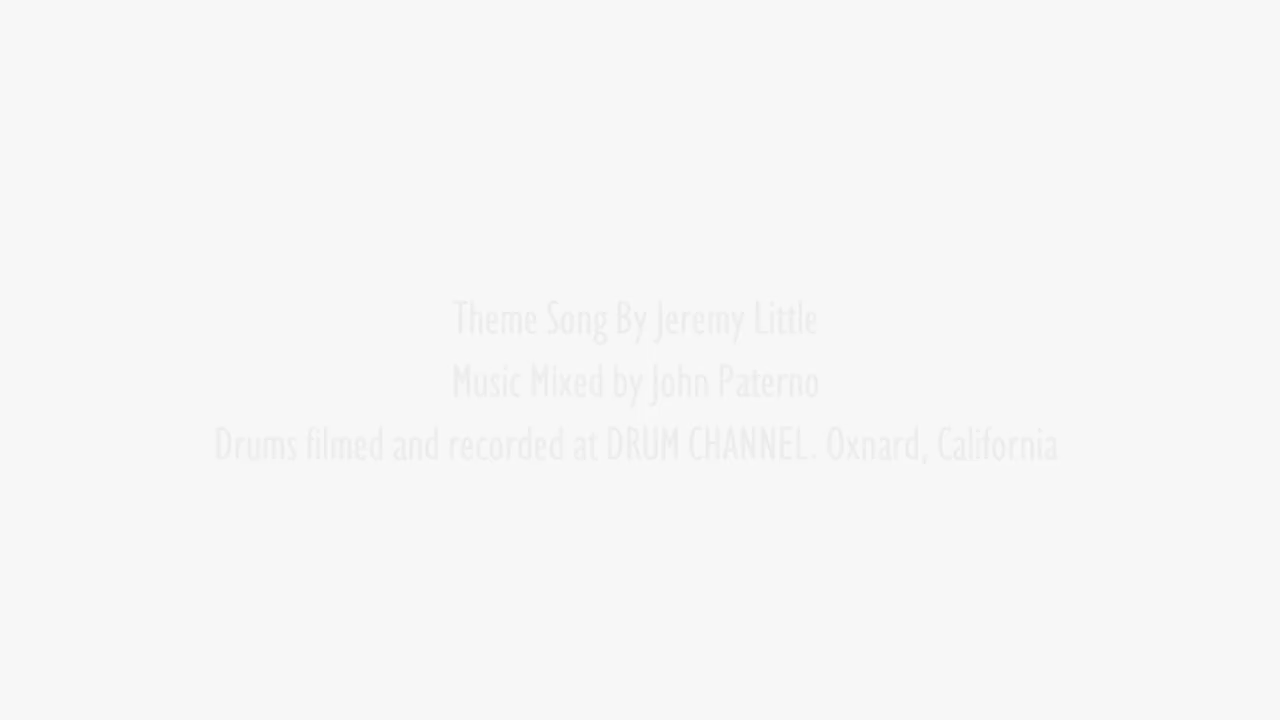 Theme Song By Jeremy Little
Music Mixed by John Paterno
Drums filmed and recorded at DRUM CHANNEL. Oxnard, California